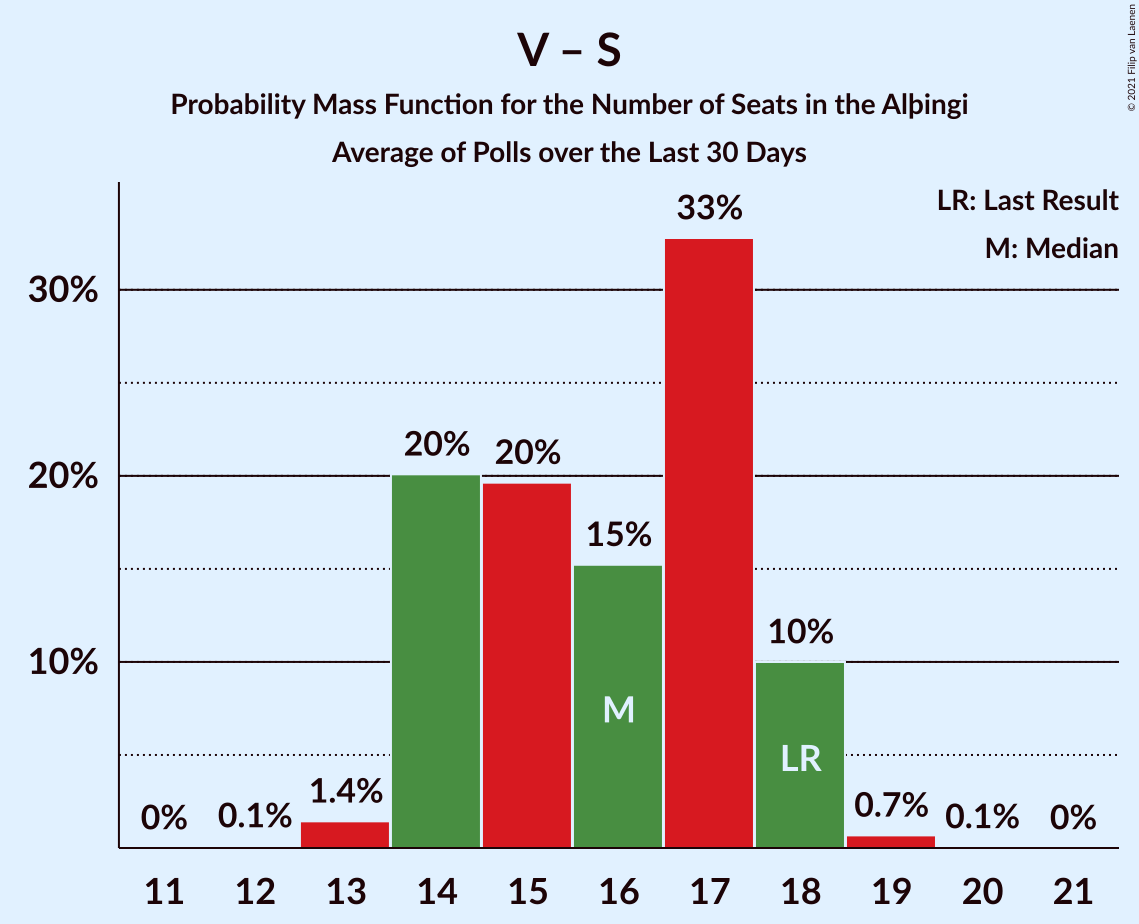 V – S
Probability Mass Function for the Number of Seats in the Alþingi
Average of Polls over the Last 30 Days
© 2021 Filip van Laenen
LR: Last Result
M: Median
33%
30%
20%
20%
20%
15%
10%
10%
M
LR
1.4%
0%
0.1%
0.7%
0.1%
0%
11 12 13 14 15 16 17 18 19 20 21